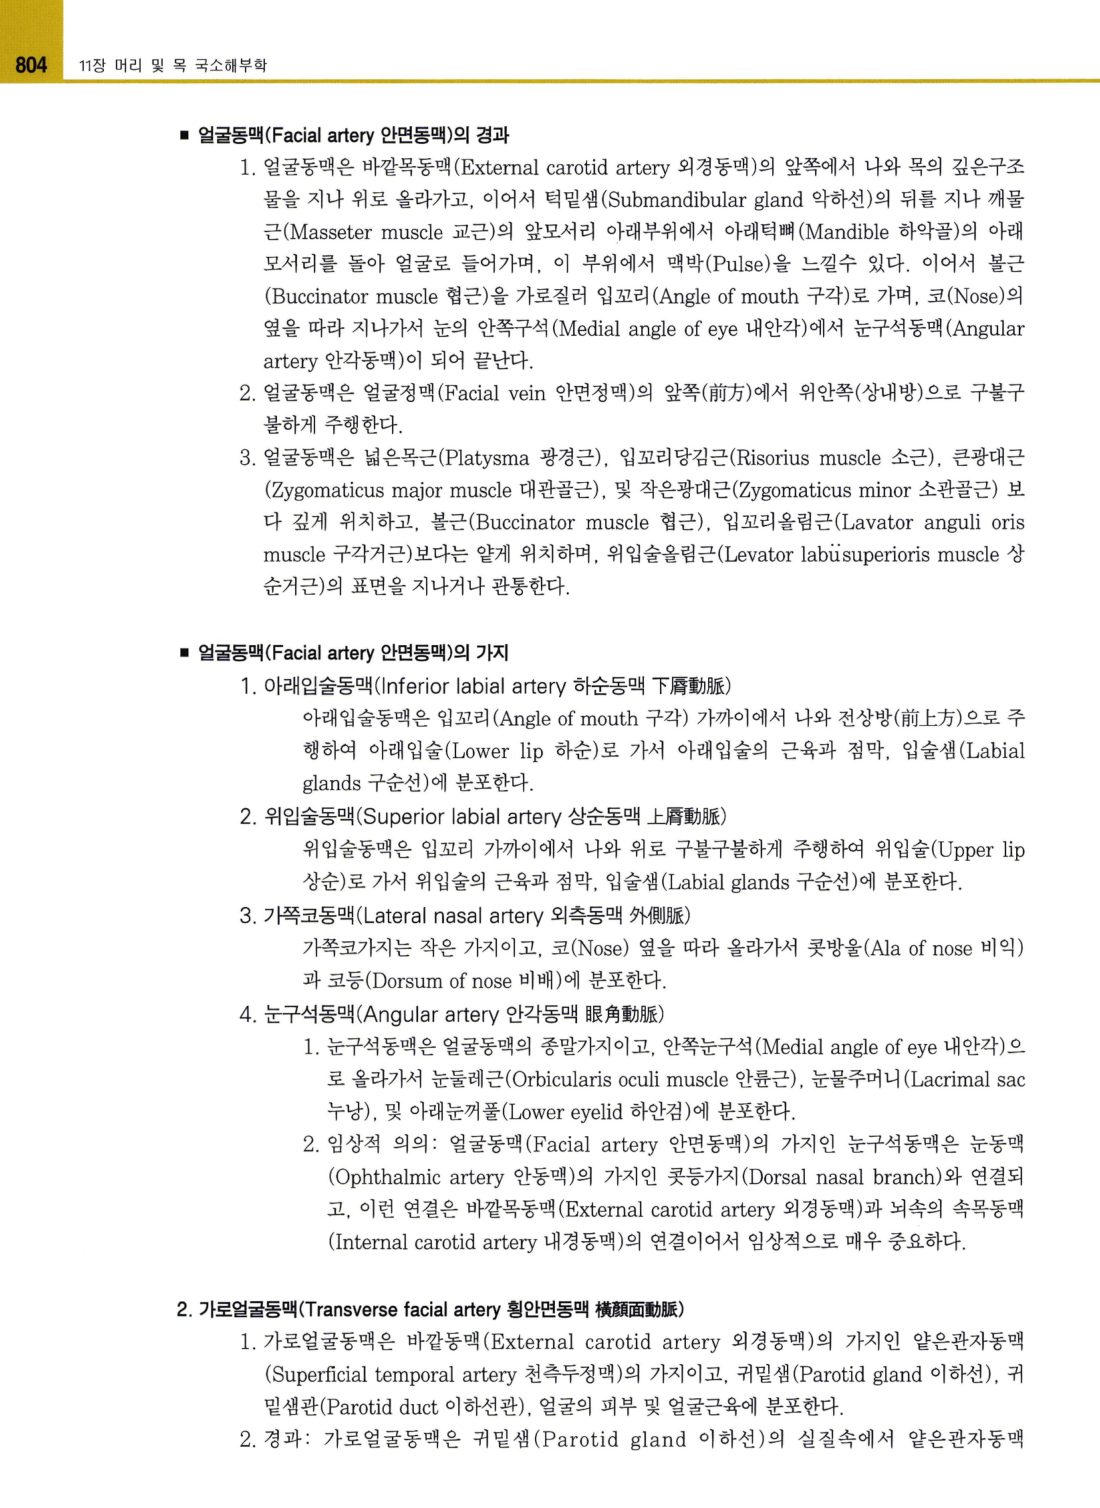 804 11장 머리 및 목 국소해부학
■ 얼굴동맥(Facial artery 안면동맥)의 경과
1. 얼굴동맥은 바깥목동맥(External carotid artery 외경동맥)의 앞쪽에서 나와 목의 깊은구조
물을 지나 위로 올라가고, 이어서 턱밑샘(Submandibular gland 악하선)의 뒤를 지나 깨물
근(Masseter muscle 교근)의 앞모서리 아래부위에서 아래턱뼈(Mandible 하악골)의 아래
모서리를 돌아 얼굴로 들어가며, 이 부위에서 맥박(Pulse)을 느낄수 있다. 이어서 볼근
(Buccinator muscle 협근)을 가로질러 입꼬리(Angle of mouth 구각)로 가며, 코(Nose)의
옆을 따라 지나가서 눈의 안쪽구석(Medial angle of eye 내안각)에서 눈구석동맥(Angular
artery 안각동맥)이 되어 끝난다.
2. 얼굴동맥은 얼굴정맥(Facial vein 안면정맥)의 앞쪽(前方)에서 위안쪽(상내방)으로 구불구
불하게 주행한다.
3. 얼굴동맥은 넓은목근(Platysma 광경근), 입꼬리당김근(Risorius muscle 소근), 큰광대근
(Zygomaticus major muscle 대관골근), 및 작은광대근(Zygomaticus minor 소관골근) 보
다 깊게 위치하고, 볼근(Buccinator muscle 협근), 입꼬리올림근(Lavator anguli oris
muscle 구각거근)보다는 얕게 위치하며, 위입술올림근(Levator labüsuperioris muscle 상
순거근)의 표면을 지나거나 관통한다.
■ 얼굴동맥(Facial artery 안면동맥)의 가지
1. 아래입술동맥(Inferior labial artery 하순동맥 下脣動脈)
아래입술동맥은 입꼬리(Angle of mouth 구각) 가까이에서 나와 전상방(前上方)으로 주
행하여 아래입술(Lower lip 하순)로 가서 아래입술의 근육과 점막, 입술샘(Labial
glands 구순선)에 분포한다.
2. 위입술동맥(Superior labial artery 상순동맥 上脣動脈)
위입술동맥은 입꼬리 가까이에서 나와 위로 구불구불하게 주행하여 위입술(Upper lip
상순)로 가서 위입술의 근육과 점막, 입술샘(Labial glands 구순선)에 분포한다.
3. 가쪽코동맥(Lateral nasal artery 외측동맥 外側脈)
가쪽코가지는 작은 가지이고, 코(Nose) 옆을 따라 올라가서 콧방울(Ala of nose 비익)
과 코등(Dorsum of nose 비배)에 분포한다.
4. 눈구석동맥(Angular artery 안각동맥 眼角動脈)
1. 눈구석동맥은 얼굴동맥의 종말가지이고, 안쪽눈구석(Medial angle of eye 내안각)으
로 올라가서 눈둘레근(Orbicularis oculi muscle 안륜근), 눈물주머니(Lacrimal sac
누낭), 및 아래눈꺼풀(Lower eyelid 하안검)에 분포한다.
2. 임상적 의의: 얼굴동맥(Facial artery 안면동맥)의 가지인 눈구석동맥은 눈동맥
(Ophthalmic artery 안동맥)의 가지인 콧등가지(Dorsal nasal branch)와 연결되
고, 이런 연결은 바깥목동맥(External carotid artery 외경동맥)과 뇌속의 속목동맥
(Internal carotid artery 내경동맥)의 연결이어서 임상적으로 매우 중요하다.
2. 가로얼굴동맥(Transverse facial artery 횡안면동맥 橫顔面動脈)
1. 가로얼굴동맥은 바깥동맥(External carotid artery 외경동맥)의 가지인 얕은관자동맥
(Superficial temporal artery 천측두정맥)의 가지이고, 귀밑샘(Parotid gland 이하선), 귀
밑샘관(Parotid duct 이하선관), 얼굴의 피부 및 얼굴근육에 분포한다.
2. 경과: 가로얼굴동맥은 귀밑샘(Parotid gland 이하선)의 실질속에서 얕은관자동맥